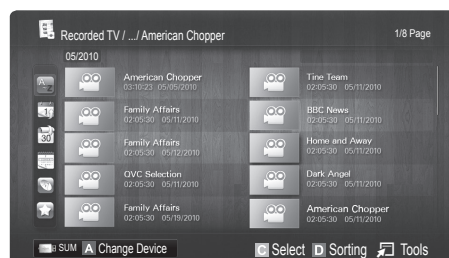 Recorded TV / .../ American Chopper
1/8 Page
05/2010
American Chopper
03:10:23 05/05/2010
Family Affairs
02:05:30 05/11/2010
Family Affairs
02:05:30 05/12/2010
QVC Selection
02:05:30 05/11/2010
Family Affairs
02:05:30 05/19/2010
Tine Team
02:05:30 05/11/2010
BBC News
02:05:30 05/11/2010
Home and Away
02:05:30 05/11/2010
Dark Angel
02:05:30 05/11/2010
American Chopper
02:05:30 05/11/2010
1
30
SUM A Change Device
C Select D Sorting Tools